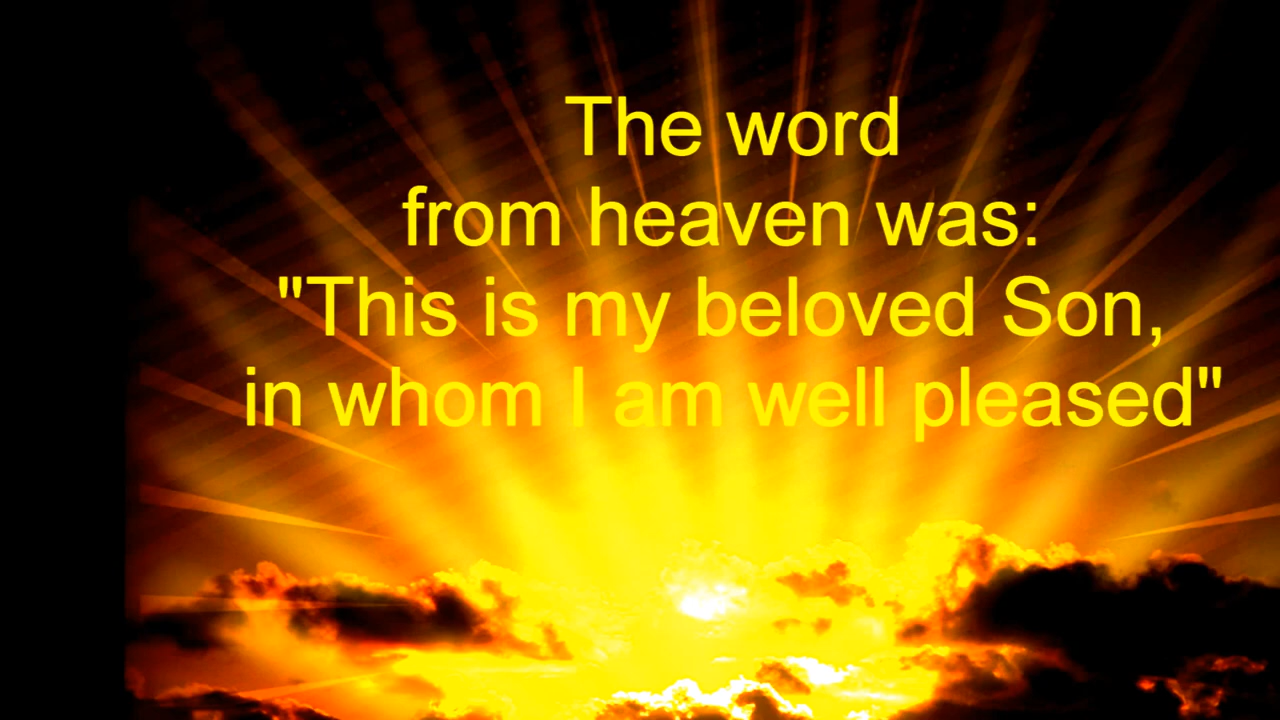 The word
from heaven was:
"This is my beloved Son,
in whom I am well pleased"